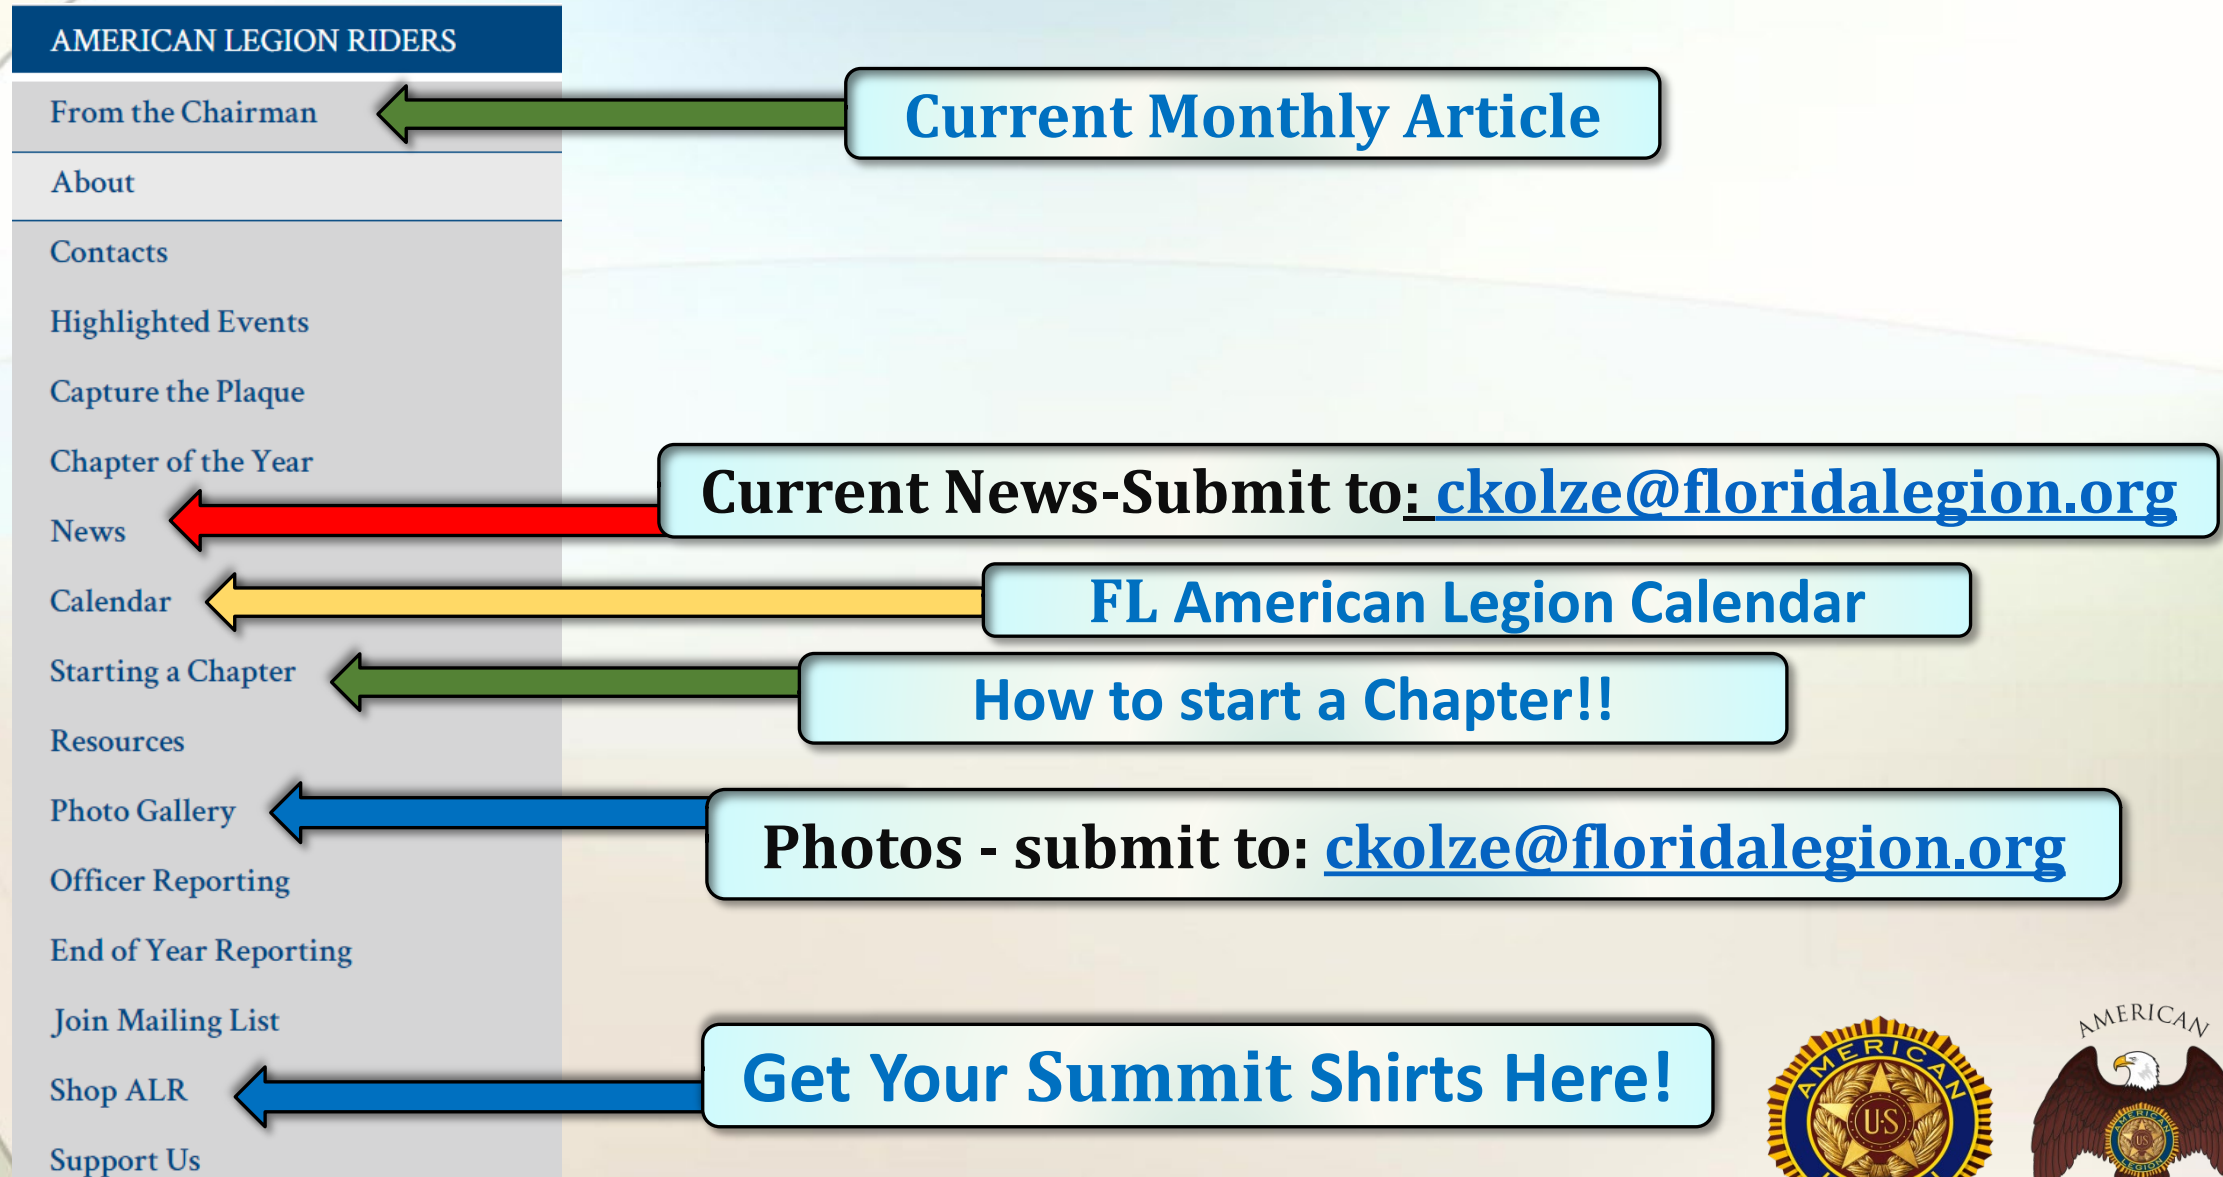 AMERICAN LEGION RIDERS
From the Chairman
Current Monthly Article
About
Contacts
Highlighted Events
Capture the Plaque
Chapter of the Year
Current News-Submit to: ckolze@floridalegion.org
News
Calendar
FL American Legion Calendar
Starting a Chapter
How to start a Chapter!!
Resources
Photo Gallery
Photos - submit to: ckolze@floridalegion.org
Officer Reporting
End of Year Reporting
Join Mailing List
Shop ALR
Get Your Summit Shirts Here!
Support Us
AMERICAN
U.S
AMERICAN
AMERICAN
US
LEGION